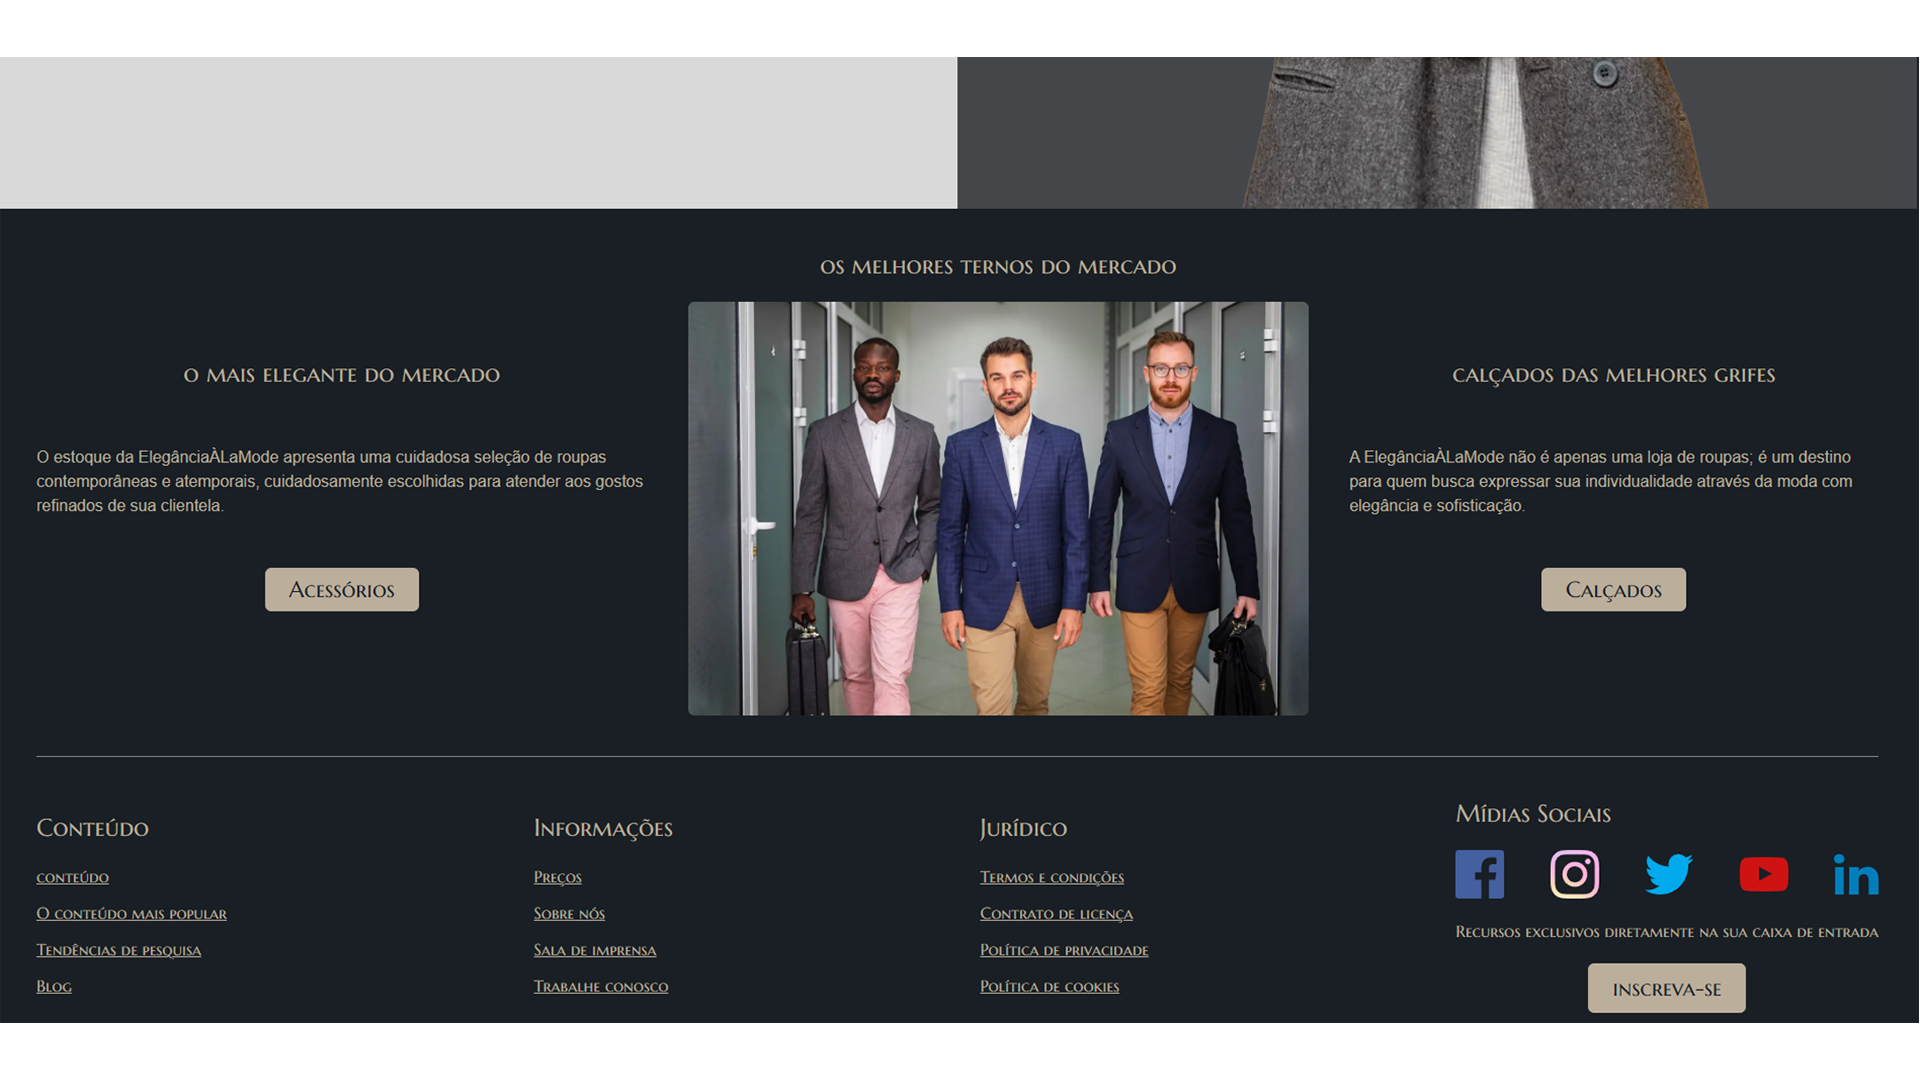 os melhores ternos do mercado
o mais elegante do mercado
O estoque da ElegânciaÀLaMode apresenta uma cuidadosa seleção de roupas
contemporâneas e atemporais, cuidadosamente escolhidas para atender aos gostos
refinados de sua clientela.
Acessórios
calçados das melhores grifes
A ElegânciaÀLaMode não é apenas uma loja de roupas; é um destino
para quem busca expressar sua individualidade através da moda com
elegância e sofisticação.
Calçados
Conteúdo
conteúdo
O conteúdo mais popular
Tendências de pesquisa
Blog
Informações
Preços
Sobre nós
Sala de imprensa
Trabalhe conosco
Jurídico
Termos e condições
Contrato de licença
Política de privacidade
Política de cookies
Mídias Sociais
Recursos exclusivos diretamente na sua caixa de entrada
inscreva-se